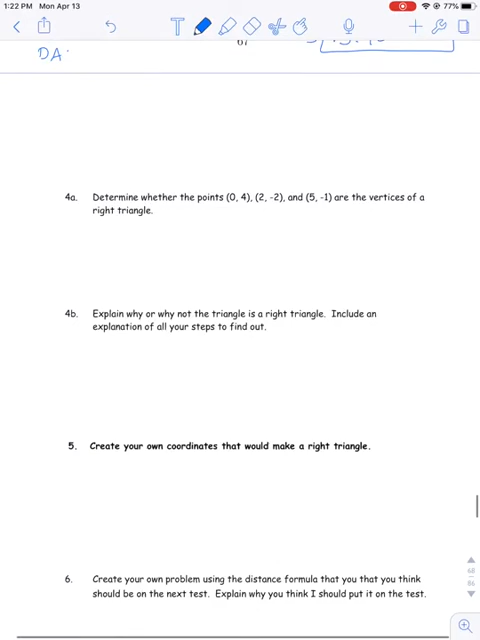 1:22 PM Mon Apr 13
77%
67
DA
4a. Determine whether the points (0, 4), (2, -2), and (5, -1) are the vertices of a
right triangle.
4b. Explain why or why not the triangle is a right triangle. Include an
explanation of all your steps to find out.
5. Create your own coordinates that would make a right triangle.
68
86
6. Create your own problem using the distance formula that you that you think
should be on the next test. Explain why you think I should put it on the test.